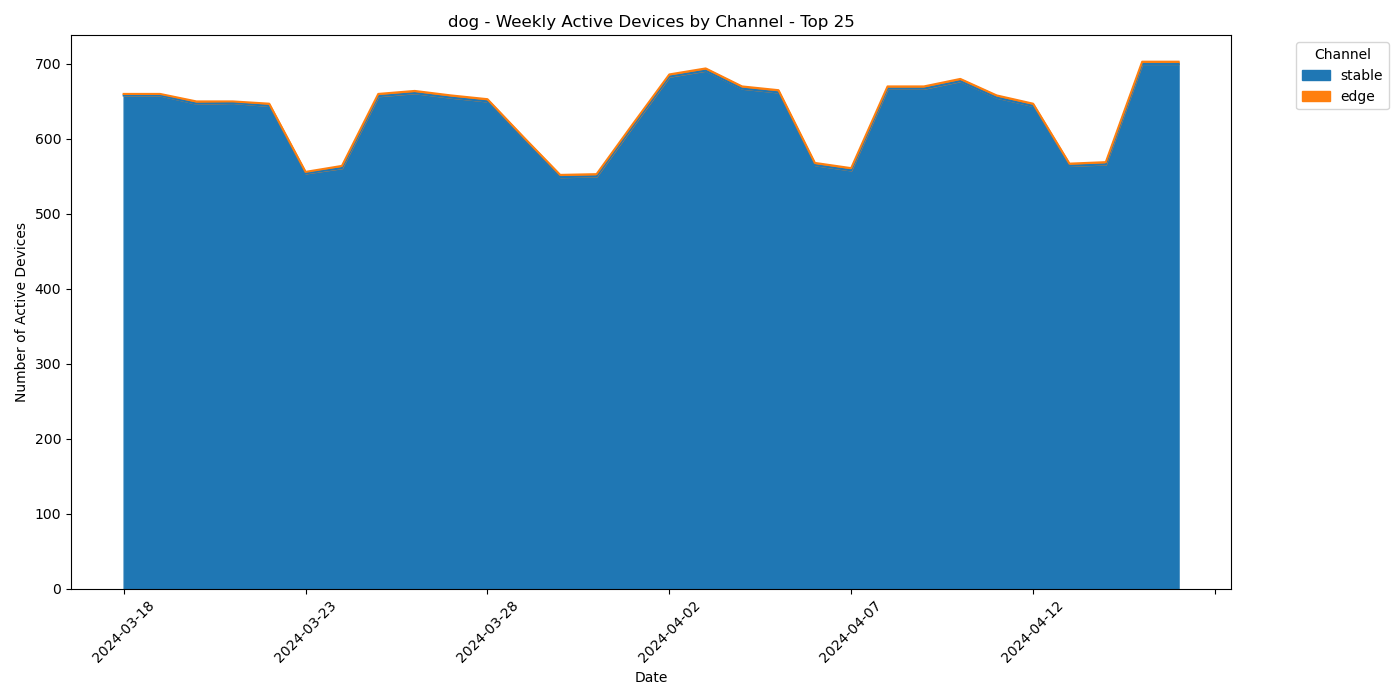 dog - Weekly Active Devices by Channel - Top 25
Channel
stable
edge
Number of Active Devices
700
600
500
400
300
200
100
0
2024-03-18
2024-03-23
2024-03-28
2024-04-02
2024-04-07
2024-04-12
Date